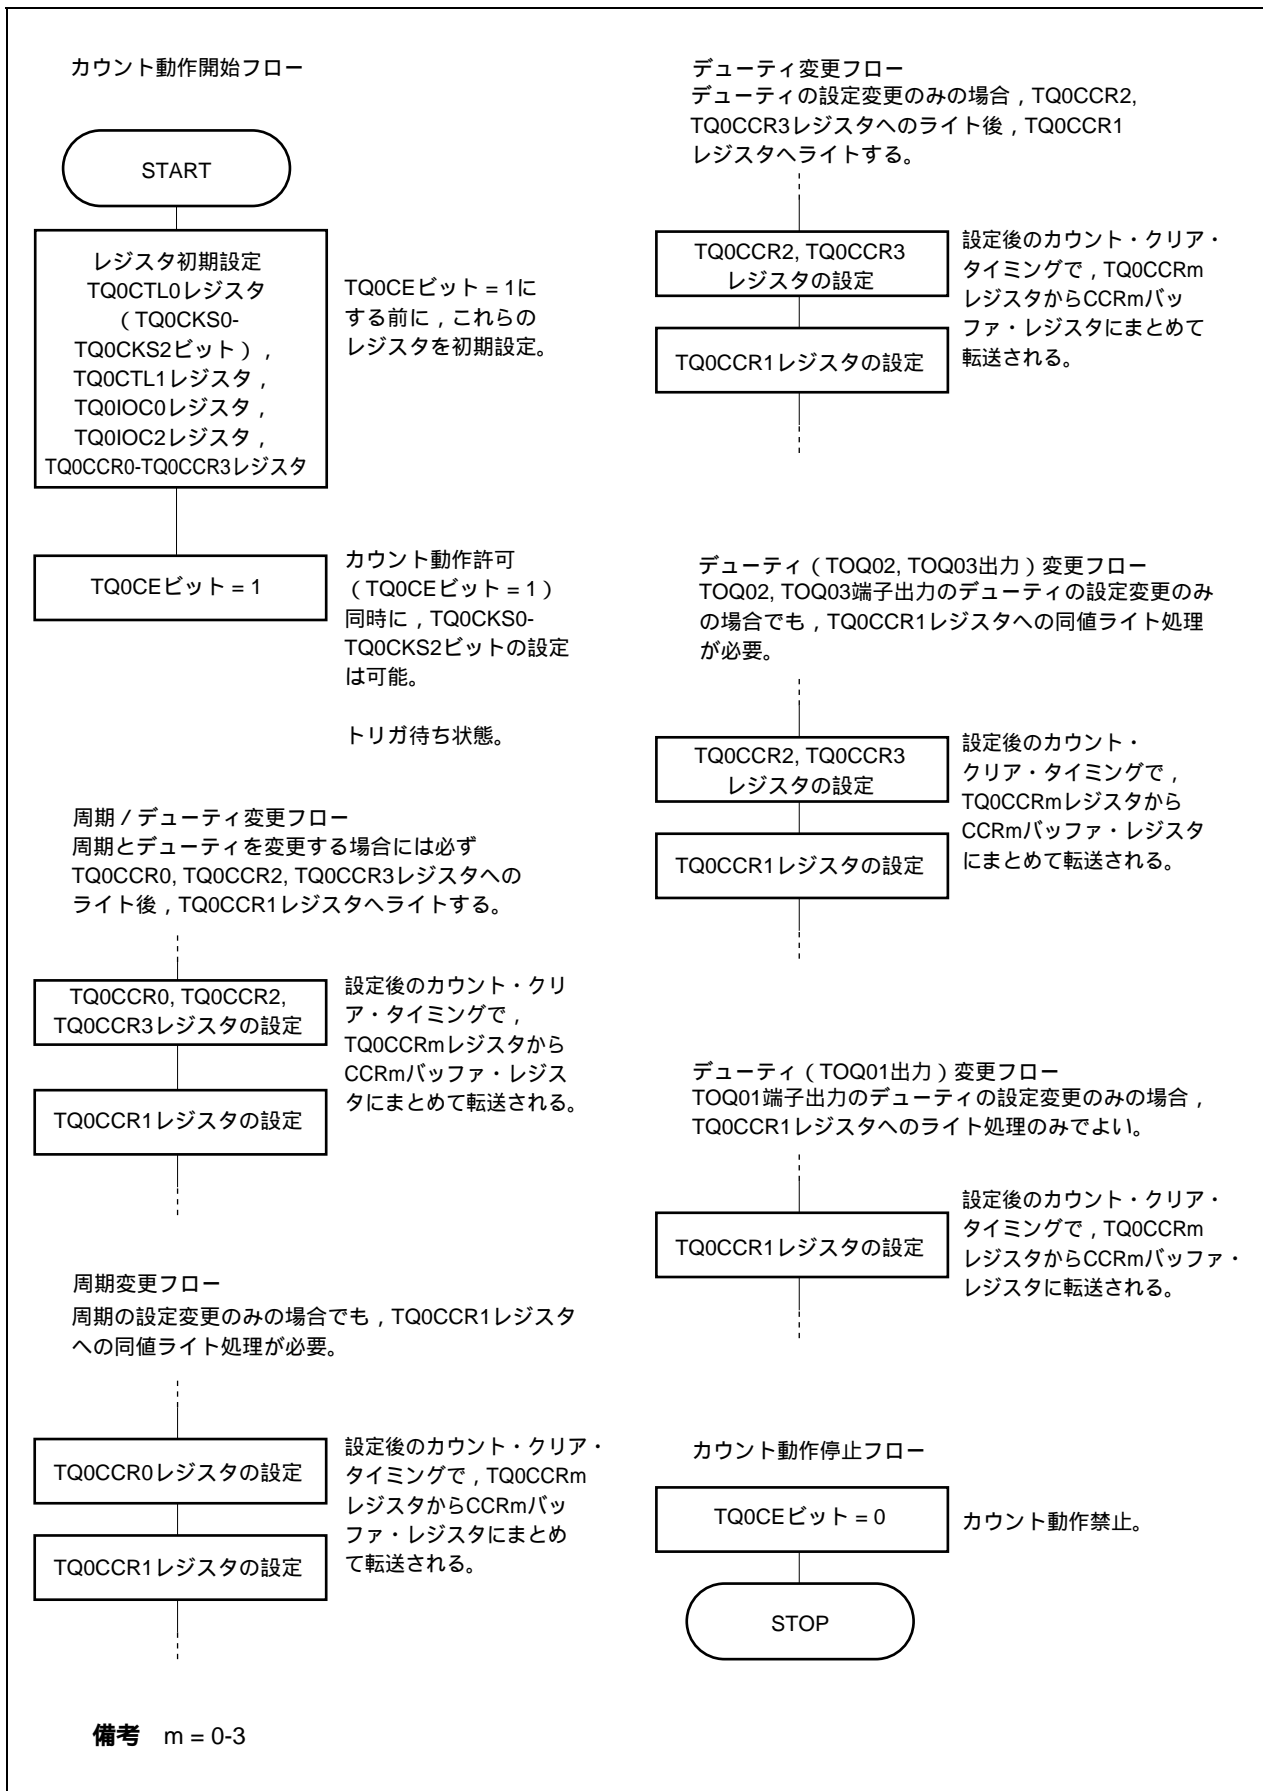 カウント動作開始フロー
START
レジスタ初期設定
TQ0CTL0レジスタ
（TQ0CKS0-
TQ0CKS2ビット），
TQ0CTL1レジスタ，
TQ0IOC0レジスタ，
TQ0IOC2レジスタ，
TQ0CCR0-TQ0CCR3レジスタ
TQ0CEビット = 1に
する前に，これらの
レジスタを初期設定。
TQ0CEビット = 1
カウント動作許可
（TQ0CEビット = 1）
同時に，TQ0CKS0-
TQ0CKS2ビットの設定
は可能。
トリガ待ち状態。
周期 / デューティ変更フロー
周期とデューティを変更する場合には必ず
TQ0CCR0, TQ0CCR2, TQ0CCR3レジスタへの
ライト後，TQ0CCR1レジスタへライトする。
TQ0CCR0, TQ0CCR2,
TQ0CCR3レジスタの設定
TQ0CCR1レジスタの設定
設定後のカウント・クリ
ア・タイミングで，
TQ0CCRmレジスタから
CCRmバッファ・レジス
タにまとめて転送される。
周期変更フロー
周期の設定変更のみの場合でも，TQ0CCR1レジスタ
への同値ライト処理が必要。
TQ0CCR0レジスタの設定
TQ0CCR1レジスタの設定
設定後のカウント・クリア・
タイミングで，TQ0CCRm
レジスタからCCRmバッ
ファ・レジスタにまとめ
て転送される。
デューティ変更フロー
デューティの設定変更のみの場合，TQ0CCR2,
TQ0CCR3レジスタへのライト後，TQ0CCR1
レジスタへライトする。
TQ0CCR2, TQ0CCR3
レジスタの設定
TQ0CCR1レジスタの設定
設定後のカウント・クリア・
タイミングで，TQ0CCRm
レジスタからCCRmバッ
ファ・レジスタにまとめて
転送される。
デューティ（TOQ02, TOQ03出力）変更フロー
TOQ02, TOQ03端子出力のデューティの設定変更のみ
の場合でも，TQ0CCR1レジスタへの同値ライト処理
が必要。
TQ0CCR2, TQ0CCR3
レジスタの設定
TQ0CCR1レジスタの設定
設定後のカウント・
クリア・タイミングで，
TQ0CCRmレジスタから
CCRmバッファ・レジスタ
にまとめて転送される。
デューティ（TOQ01出力）変更フロー
TOQ01端子出力のデューティの設定変更のみの場合，
TQ0CCR1レジスタへのライト処理のみでよい。
TQ0CCR1レジスタの設定
設定後のカウント・クリア・
タイミングで，TQ0CCRm
レジスタからCCRmバッファ・
レジスタに転送される。
カウント動作停止フロー
TQ0CEビット = 0
カウント動作禁止。
STOP
備考 m = 0-3